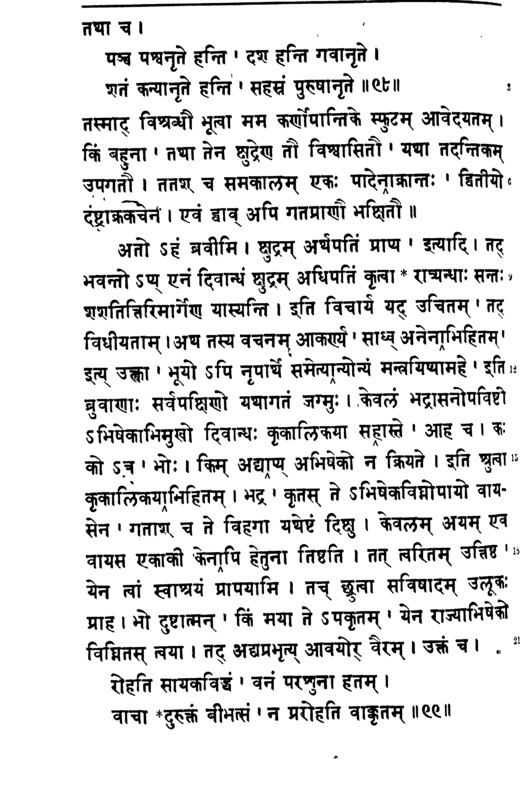 तथा च।
पञ्च पश्वनृते हन्ति ' दश हन्ति गवानृते।
शतं कन्यानृते हन्ति ' सहस्रं पुरुषानृते॥९८॥
तस्माद् विश्रब्धौ भूत्वा मम कर्णोपान्तिके स्फुटम् आवेदयतम्।
किं बहुना ' तथा तेन क्षुद्रेण तौ विश्वासितौ ' यथा तदन्तिकम्
उपगतौ। ततश् च समकालम् एकः पादेनाक्रान्तः ' द्वितीयो
दंष्ट्राक्रकचेन। एवं द्वाव् अपि गतप्राणौ भक्षितौ॥
अतो ऽहं ब्रवीमि। क्षुद्रम् अर्थपतिं प्राप्य ' इत्यादि। तद्
भवन्तो ऽप्य् एनं दिवान्धं क्षुद्रम् अधिपतिं कृत्वा * रात्र्यन्धाः सन्तः ९
शशतित्तिरिमार्गेण यास्यन्ति। इति विचार्य यद् उचितम् ' तद्
विधीयताम्। अथ तस्य वचनम् आकर्ण्य ' साध्व् अनेनाभिहितम् '
इत्य् उक्त्वा ' भूयो ऽपि नृपार्थे समेत्यान्योन्यं मन्त्रयिष्यामहे ' इति १२
ब्रुवाणाः सर्वपक्षिणो यथागतं जग्मुः। केवलं भद्रासनोपविष्टो
ऽभिषेकाभिमुखो दिवान्धः कृकालिकया सहास्ते ' आह च। कः
को ऽत्र ' भोः। किम् अद्याप्य् अभिषेको न क्रियते। इति श्रुत्वा १५
कृकालिकयाभिहितम्। भद्र ' कृतस् ते ऽभिषेकविघ्नोपायो वाय-
सेन ' गताश् च ते विहगा यथेष्टं दिक्षु। केवलम् अयम् एव
वायस एकाकी केनापि हेतुना तिष्ठति। तत् त्वरितम् उत्तिष्ठ ' १८
येन त्वां स्वाश्रयं प्रापयामि। तच् छ्रुत्वा सविषादम् उलूकः
प्राह। भो दुष्टात्मन् ' किं मया ते ऽपकृतम् ' येन राज्याभिषेको
विघ्नितस् त्वया। तद् अद्यप्रभृत्य् आवयोर् वैरम्। उक्तं च। २१
रोहति सायकविद्धं ' वनं परशुना हतम्।
वाचा *दुरुक्तं बीभत्सं ' न प्ररोहति वाक्कृतम्॥९९॥